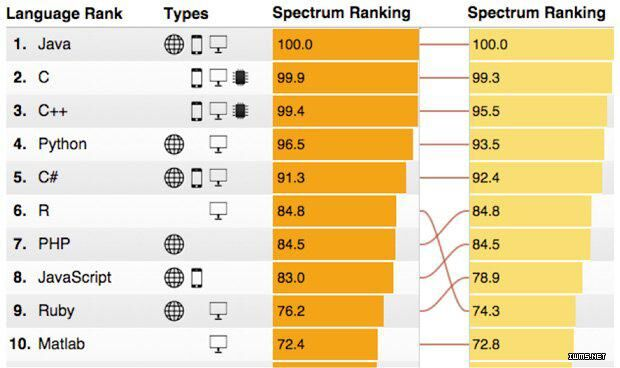 Language Rank Types Spectrum Ranking Spectrum Ranking
1. Java 100.0 100.0
2. C 99.9 99.3
3. C++ 99.4 95.5
4. Python 96.5 93.5
5. C# 91.3 92.4
6. R 84.8 84.8
7. PHP 84.5 84.5
8. JavaScript 83.0 78.9
9. Ruby 76.2 74.3
10. Matlab 72.4 72.8
IWMS.NET